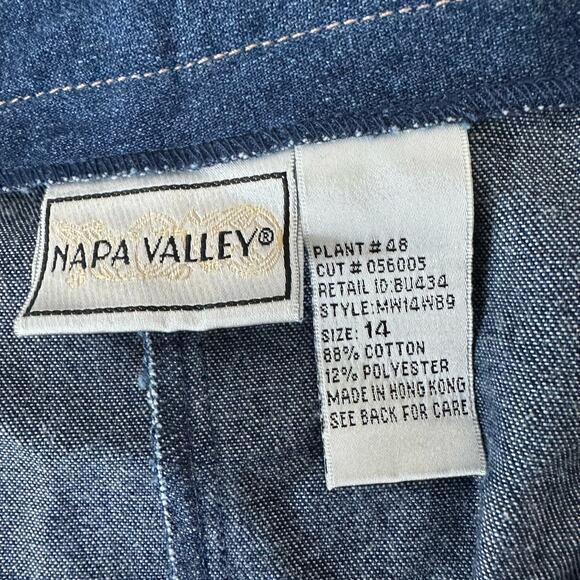 NAPA VALLEY®
PLANT # 48
CUT # 056005
RETAIL ID:BU434
STYLE:MW14W89
SIZE: 14
88% COTTON
12% POLYESTER
MADE IN HONG KONG
SEE BACK FOR CARE